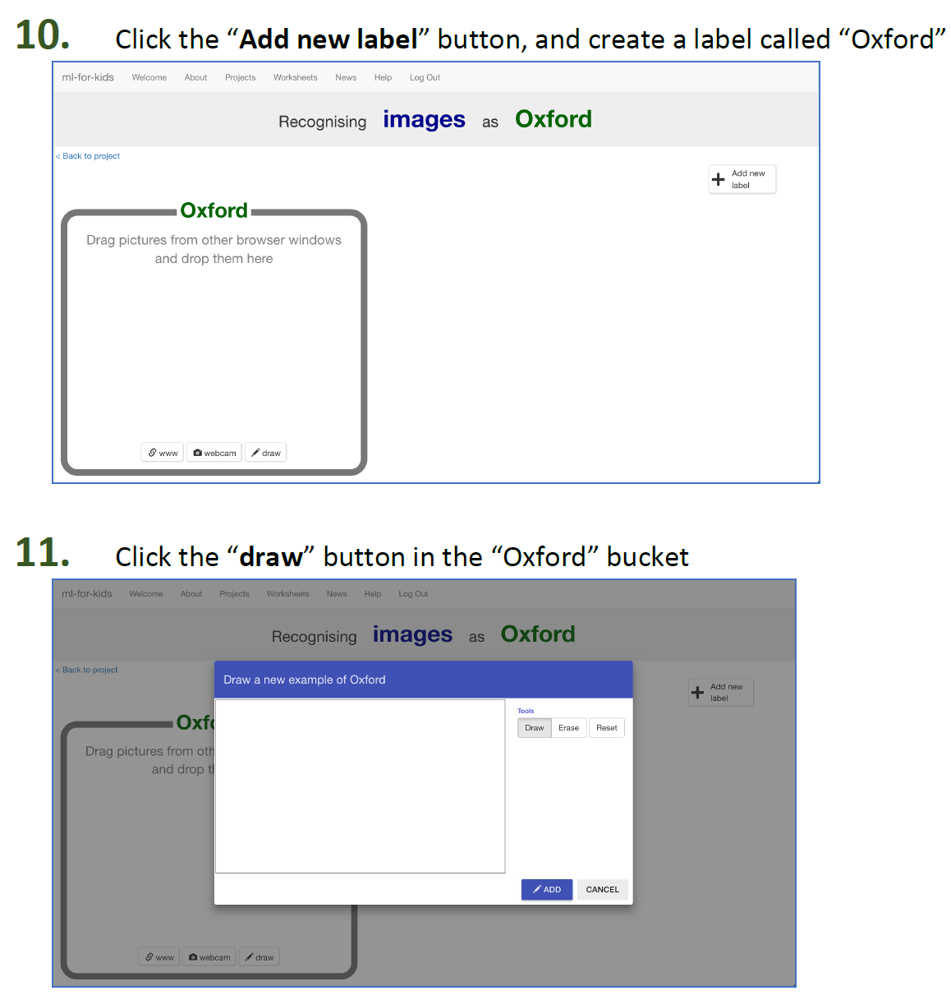 10. Click the “Add new label” button, and create a label called “Oxford”
ml-for-kids Welcome About Projects Worksheets News Help Log Out
Recognising images as Oxford
< Back to project
Add new
label
Oxford
Drag pictures from other browser windows
and drop them here
www webcam draw
11. Click the “draw” button in the “Oxford” bucket
ml-for-kids Welcome About Projects Worksheets News Help Log Out
Recognising images as Oxford
< Back to project
Add new
label
Draw a new example of Oxford
Tools
Draw Erase Reset
Oxfo
Drag pictures from oth
and drop th
ADD CANCEL
www webcam draw